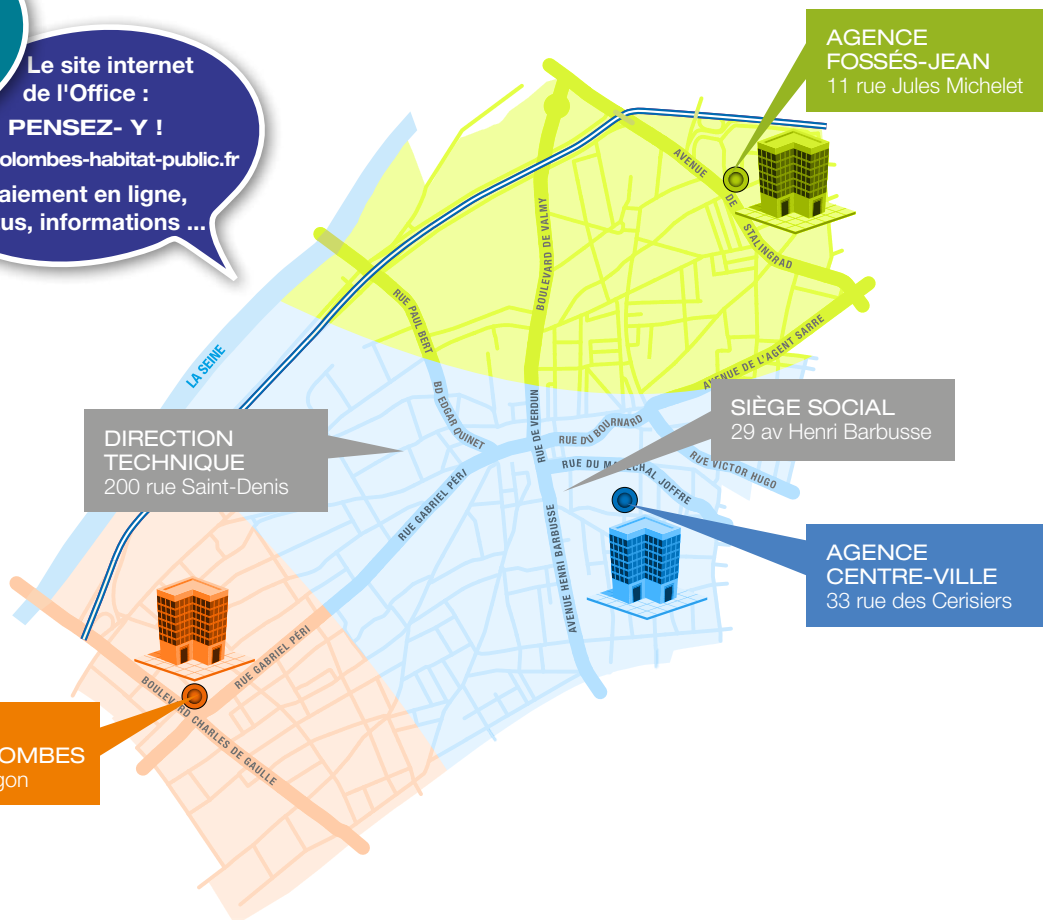 Le site internet
de l'Office :
PENSEZ- Y !
olombes-habitat-public.fr
aiement en ligne,
us, informations ...
AGENCE
FOSSÉS-JEAN
11 rue Jules Michelet
AVENUE DE STALINGRAD
BOULEVARD DE VALMY
RUE PAUL BERT
LA SEINE
AVENUE DE L'AGENT SARRE
BD EDGAR QUINET
RUE DE VERDUN
RUE DU BOURNARD
SIÈGE SOCIAL
29 av Henri Barbusse
DIRECTION
TECHNIQUE
200 rue Saint-Denis
RUE VICTOR HUGO
RUE DU MARÉCHAL JOFFRE
RUE GABRIEL PÉRI
AVENUE HENRI BARBUSSE
AGENCE
CENTRE-VILLE
33 rue des Cerisiers
RUE GABRIEL PÉRI
BOULEVARD CHARLES DE GAULLE
OMBES
gon